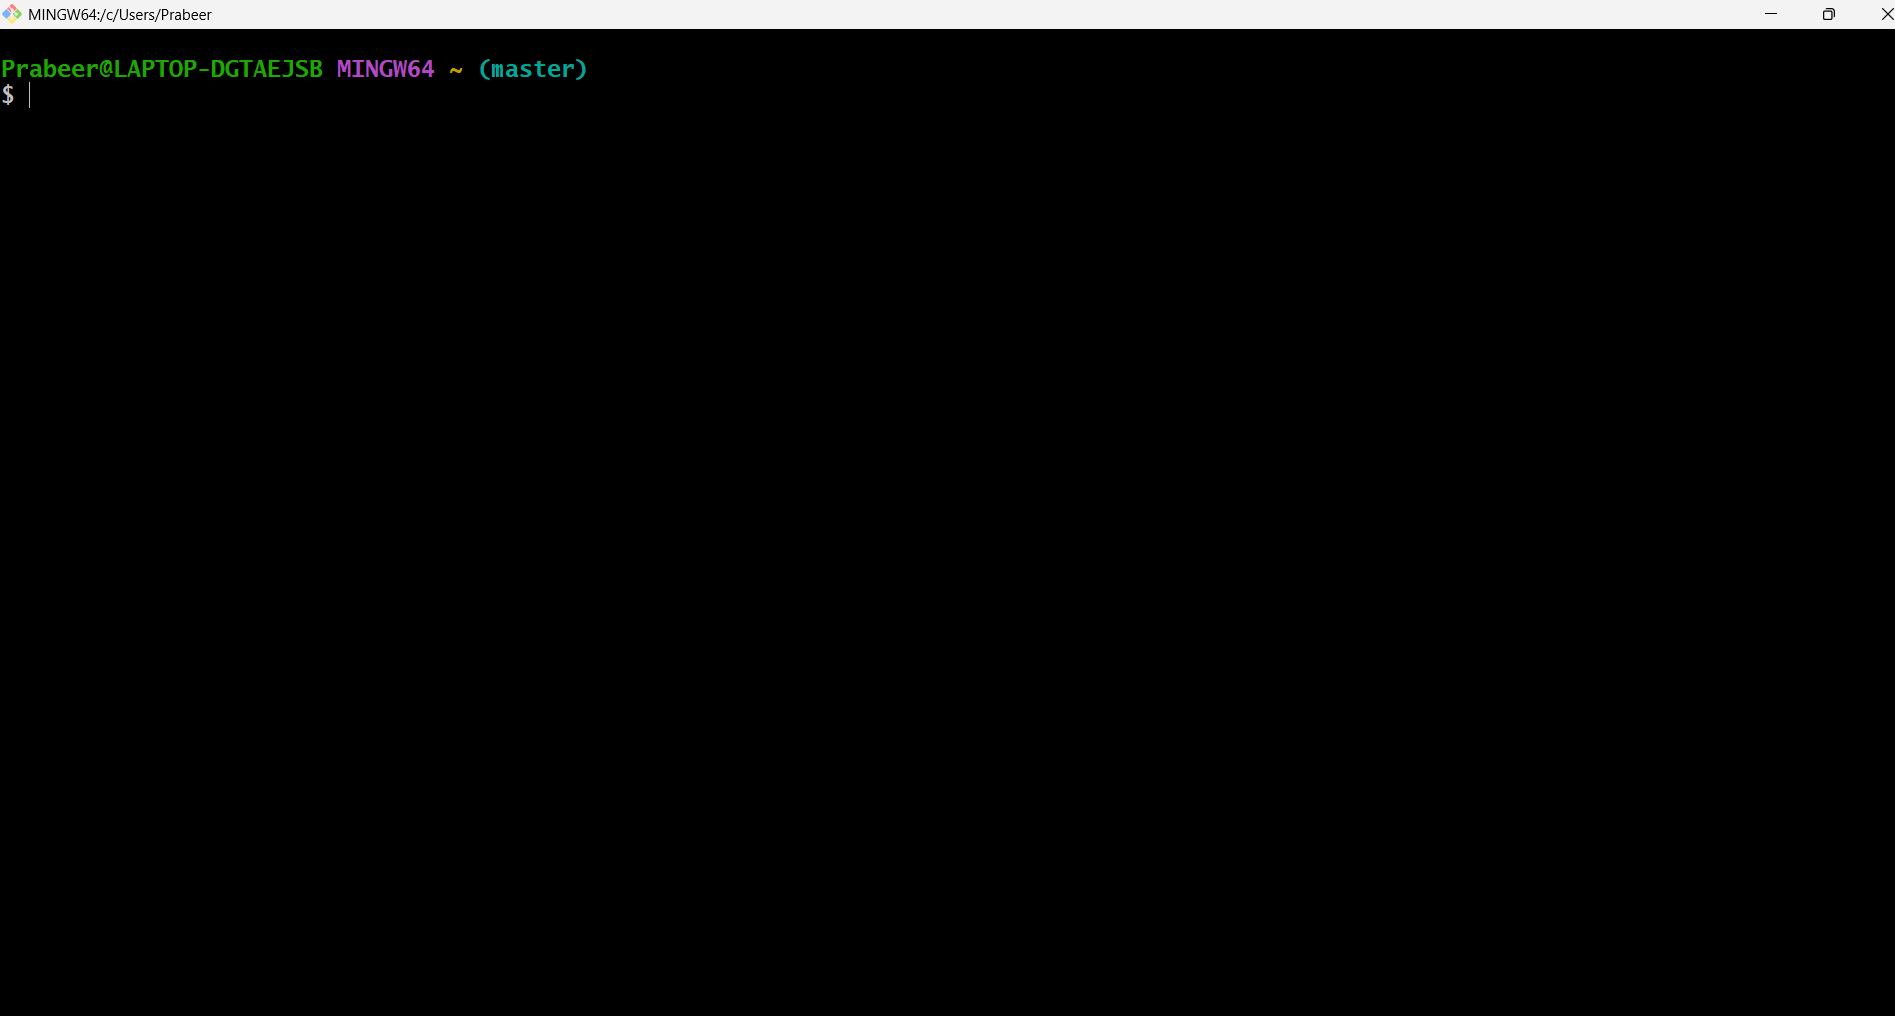 MINGW64:/c/Users/Prabeer
Prabeer@LAPTOP-DGTAEJSB MINGW64 ~ (master)
$